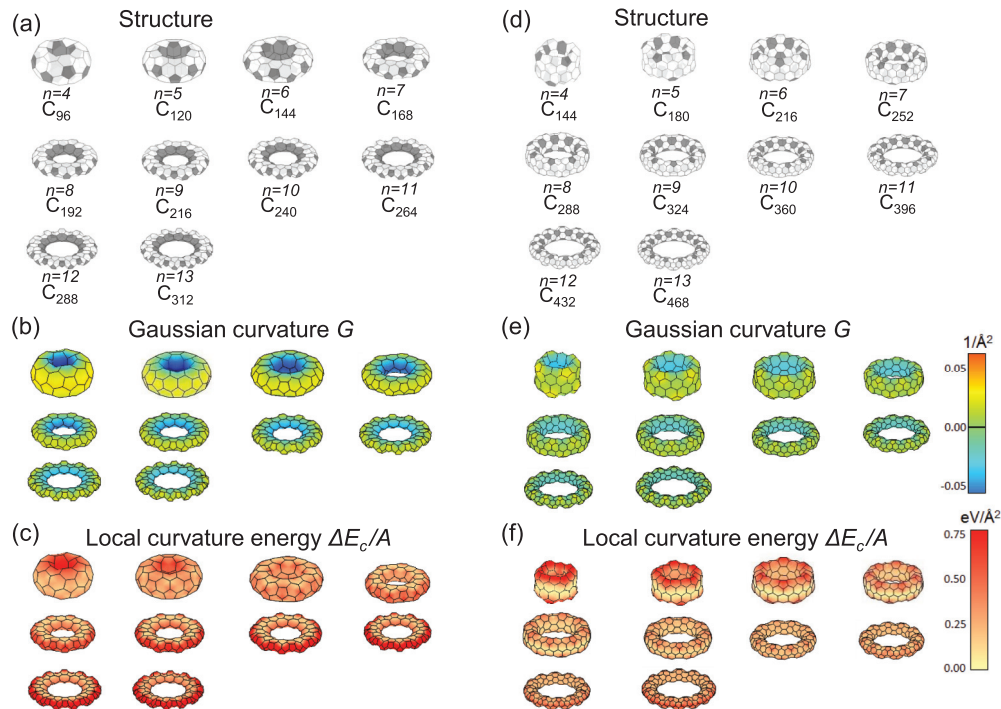 (a) Structure
n=4 n=5 n=6 n=7
C96 C120 C144 C168
n=8 n=9 n=10 n=11
C192 C216 C240 C264
n=12 n=13
C288 C312
(b) Gaussian curvature G
(c) Local curvature energy ΔEc/A
(d) Structure
n=4 n=5 n=6 n=7
C144 C180 C216 C252
n=8 n=9 n=10 n=11
C288 C324 C360 C396
n=12 n=13
C432 C468
(e) Gaussian curvature G
1/Å²
0.05
0.00
-0.05
(f) Local curvature energy ΔEc/A
eV/Å²
0.75
0.50
0.25
0.00